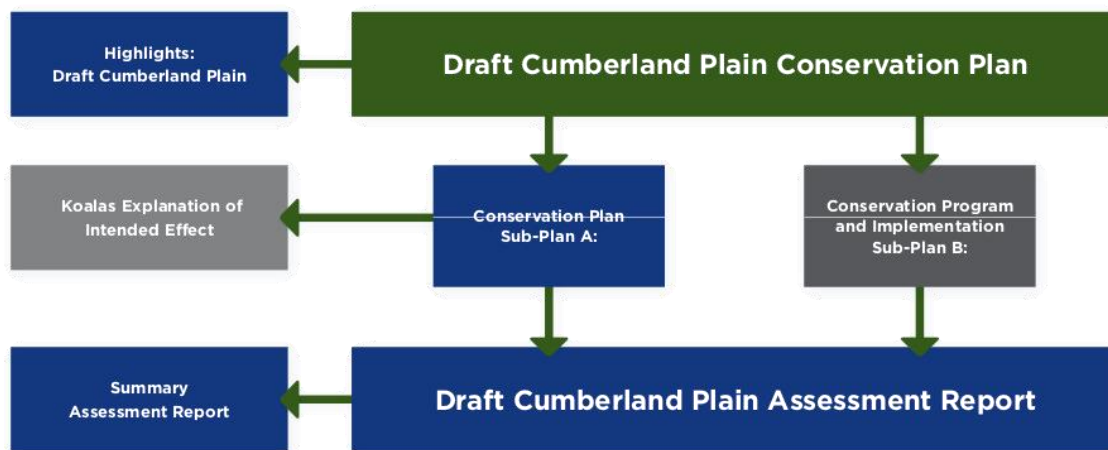 Highlights:
Draft Cumberland Plain
Draft Cumberland Plain Conservation Plan
Koalas Explanation of
Intended Effect
Conservation Plan
Sub-Plan A:
Conservation Program
and Implementation
Sub-Plan B:
Summary
Assessment Report
Draft Cumberland Plain Assessment Report